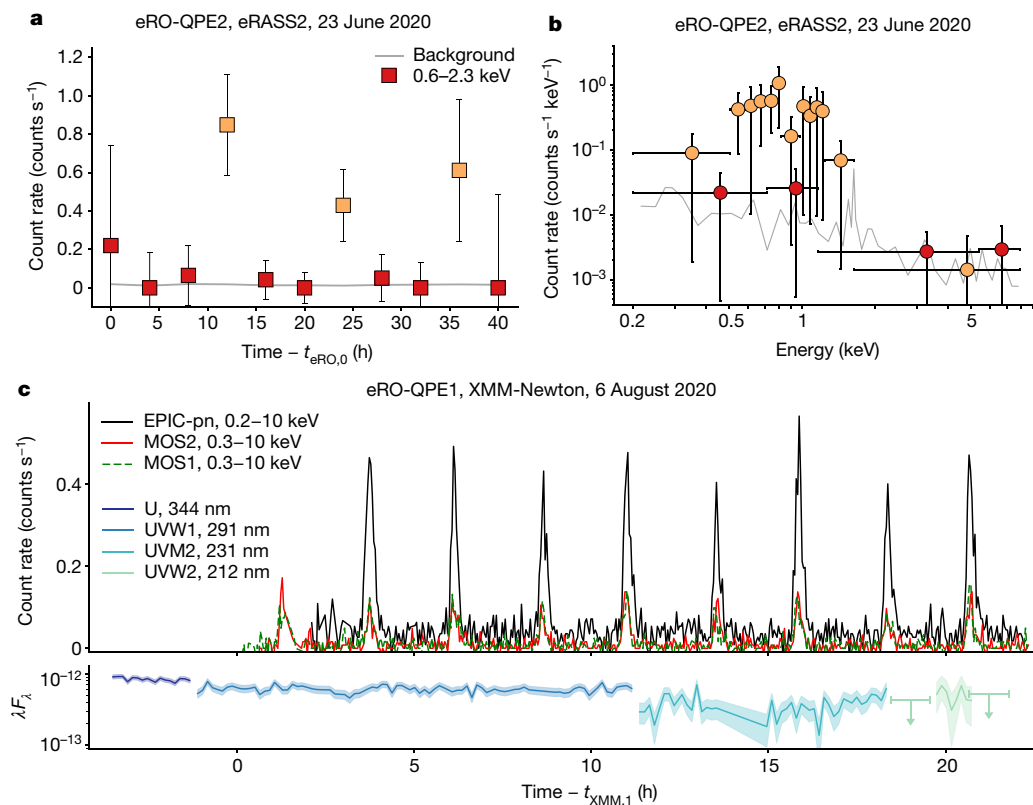 a
eRO-QPE2, eRASS2, 23 June 2020
Background
0.6–2.3 keV
Count rate (counts s⁻¹)
1.2
1.0
0.8
0.6
0.4
0.2
0
0 5 10 15 20 25 30 35 40
Time – t_eRO,0 (h)
b
eRO-QPE2, eRASS2, 23 June 2020
Count rate (counts s⁻¹ keV⁻¹)
10⁰
10⁻¹
10⁻²
10⁻³
0.2 0.5 1 5
Energy (keV)
c
eRO-QPE1, XMM-Newton, 6 August 2020
EPIC-pn, 0.2–10 keV
MOS2, 0.3–10 keV
MOS1, 0.3–10 keV
U, 344 nm
UVW1, 291 nm
UVM2, 231 nm
UVW2, 212 nm
Count rate (counts s⁻¹)
0.4
0.2
0
λF_λ
10⁻¹²
10⁻¹³
0 5 10 15 20
Time – t_XMM,1 (h)